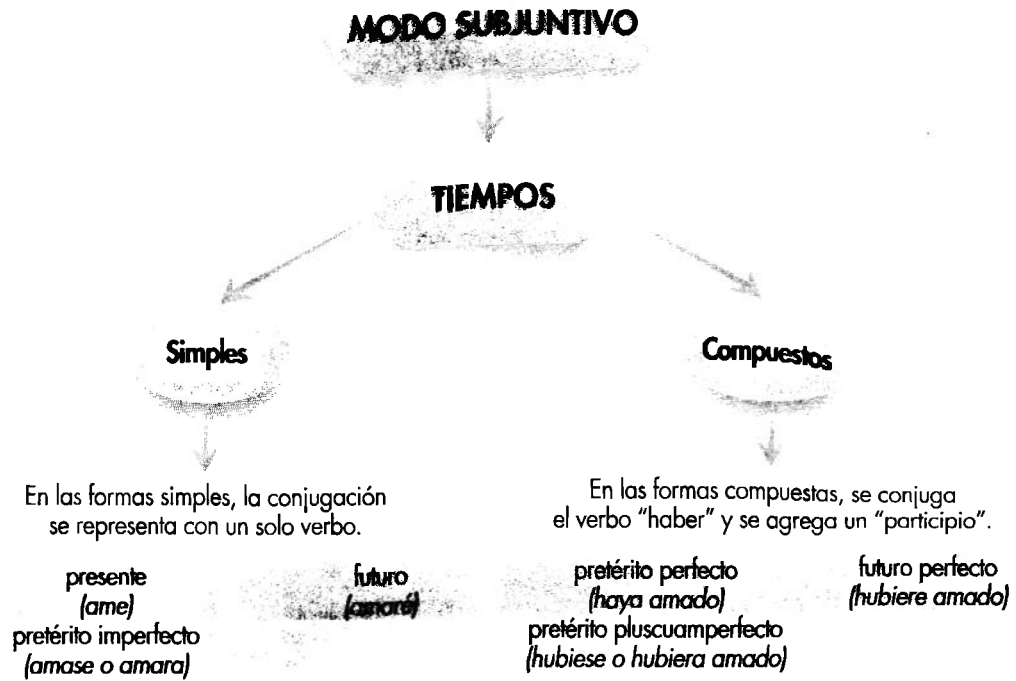 MODO SUBJUNTIVO
TIEMPOS
Simples
En las formas simples, la conjugación
se representa con un solo verbo.
presente
(ame)
pretérito imperfecto
(amase o amara)
futuro
(amaré)
Compuestos
En las formas compuestas, se conjuga
el verbo "haber" y se agrega un "participio".
pretérito perfecto
(haya amado)
pretérito pluscuamperfecto
(hubiese o hubiera amado)
futuro perfecto
(hubiere amado)